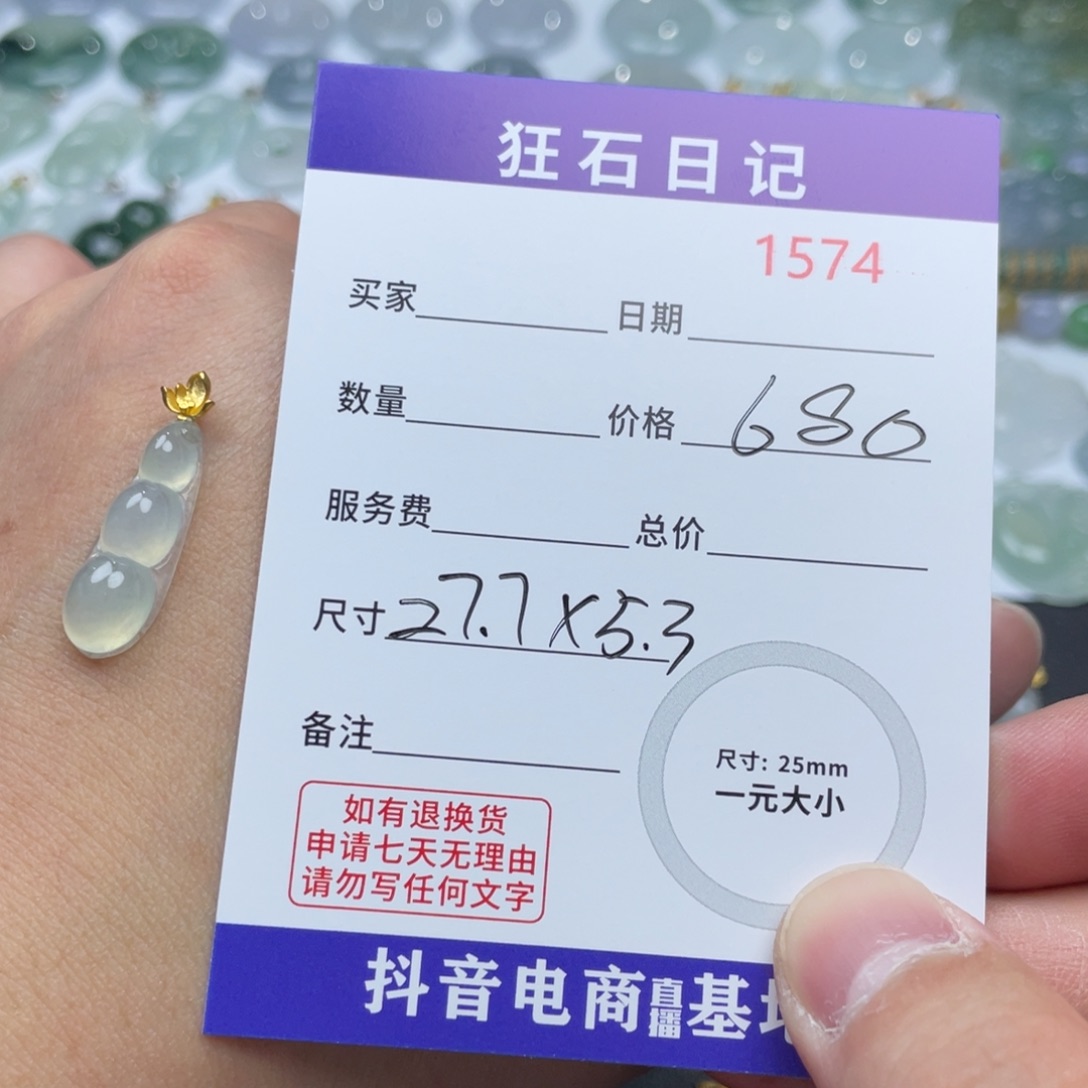 狂石日记
1574
买家 日期
数量 价格 680
服务费 总价
尺寸 27.7×5.3
备注
尺寸: 25mm
一元大小
如有退换货
申请七天无理由
请勿写任何文字
抖音电商直播基